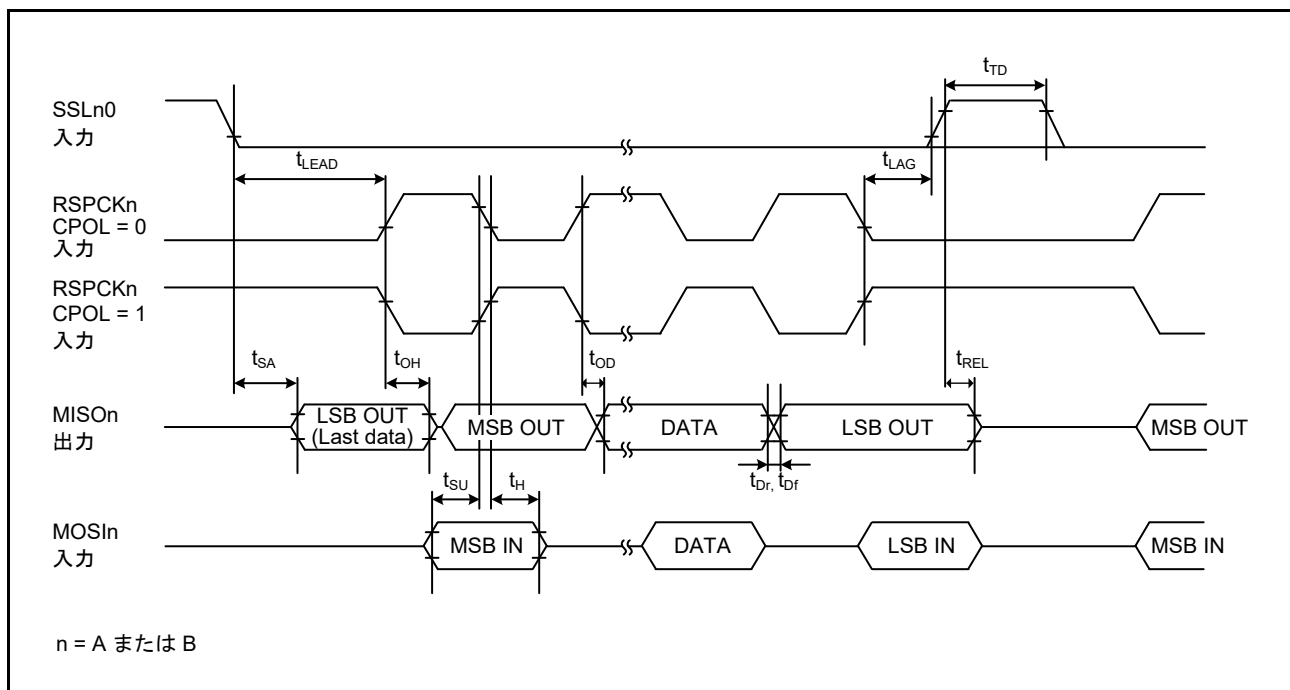 t_TD
SSLn0
入力
t_LEAD
t_LAG
RSPCKn
CPOL = 0
入力
RSPCKn
CPOL = 1
入力
t_SA
t_OH
t_OD
t_REL
MISOn
出力
LSB OUT
(Last data)
MSB OUT
DATA
LSB OUT
MSB OUT
t_SU
t_H
t_Dr, t_Df
MOSIn
入力
MSB IN
DATA
LSB IN
MSB IN
n = A または B